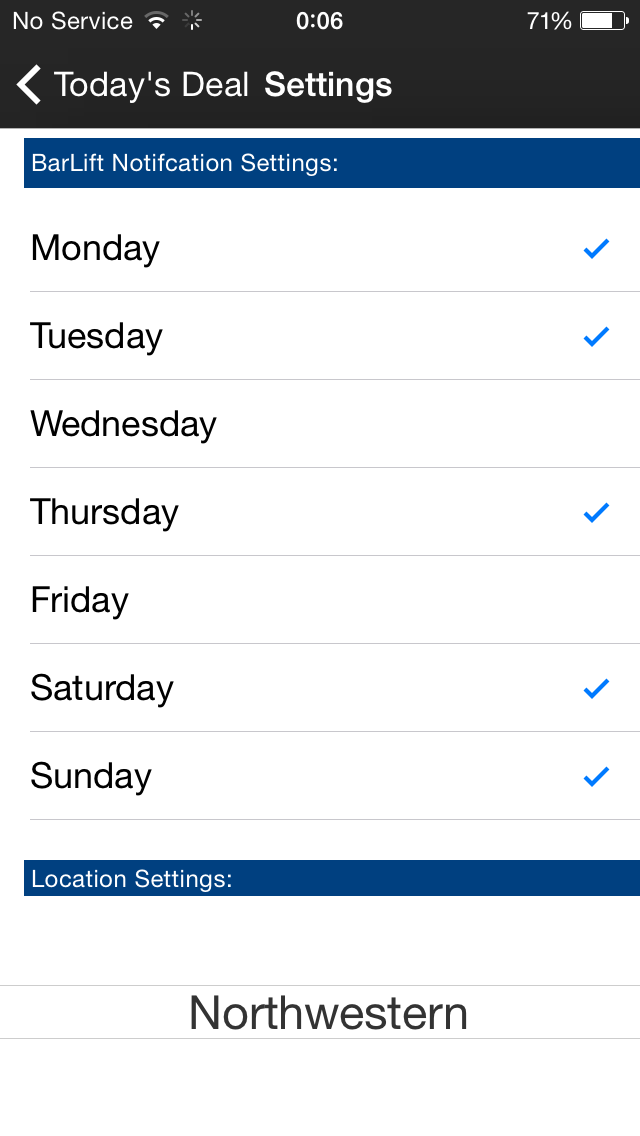 No Service 0:06 71%
Today's Deal Settings
BarLift Notifcation Settings:
Monday
Tuesday
Wednesday
Thursday
Friday
Saturday
Sunday
Location Settings:
Northwestern